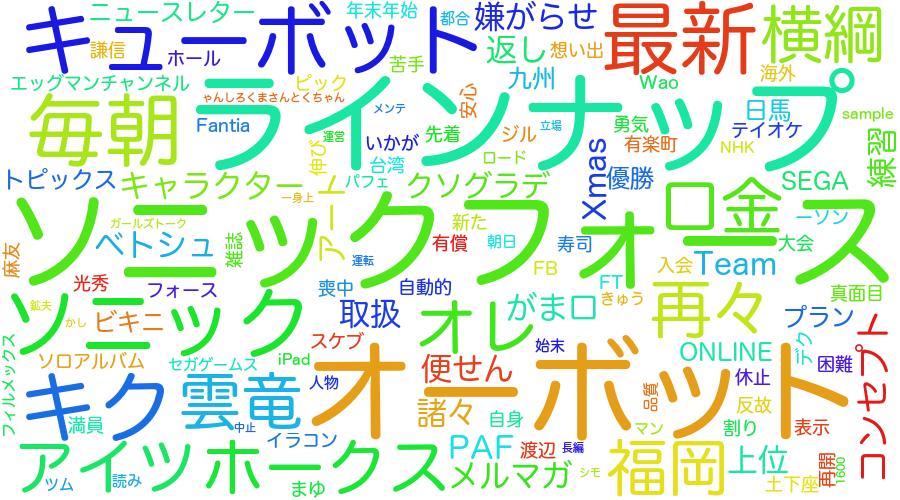 ニュースレター
年末年始
都合
嫌がらせ
最新
横綱
キューボット
謙信
ホール
返し
想い出
苦手
エッグマンチャンネル
ピック
九州
Wao
海外
ゃんしろくまさんとくちゃん
安心
日馬
sample
毎朝
ラインナップ
Fantia
運営
メンテ
いかが
先着
ジル
立場
勇気
テイオケ
有楽町
NHK
練習
伸び
台湾
ロード
トピックス
キャラクター
パフェ
クソグラデ
Xmas
優勝
SEGA
一身上
口金
ソニックフォース
ガールズトーク
アート
新た
ーソン
ベトシュ
雑誌
麻友
有償
朝日
寿司
大会
運転
FB
Team
入会
光秀
フォース
喪中
自動的
FT
きゅう
真面目
鉱夫
ソニック
オレ
がま口
再々
かし
ビキニ
取扱
プラン
フィルメックス
スケブ
始末
デク
コンセプト
ソロアルバム
セガゲームス
iPad
便せん
ONLINE
困難
キク
雲竜
人物
オーボット
品質
休止
諸々
自身
反故
満員
中止
イラコン
PAF
渡辺
マン
割り
表示
アイツ
ホークス
長編
福岡
上位
再開
1600
ツム
読み
まゆ
メルマガ
シモ
土下座